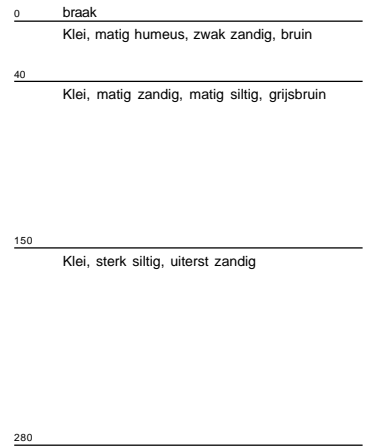 0 braak
Klei, matig humeus, zwak zandig, bruin
40
Klei, matig zandig, matig siltig, grijsbruin
150
Klei, sterk siltig, uiterst zandig
280